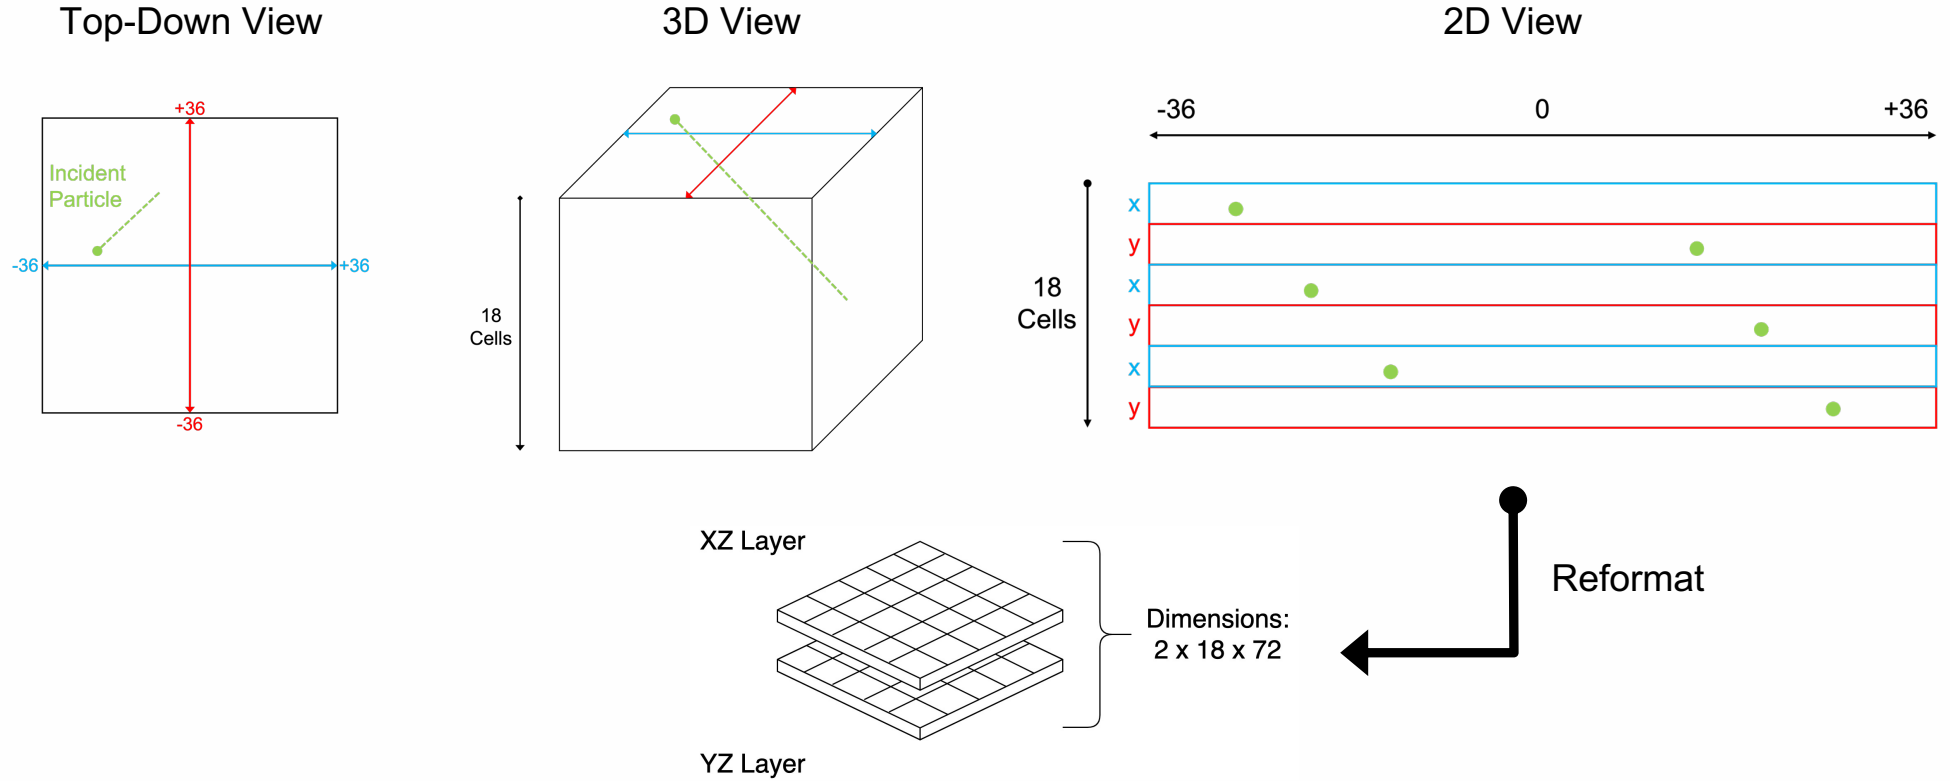 Top-Down View
3D View
2D View
+36
Incident
Particle
-36
+36
-36
18
Cells
-36
0
+36
18
Cells
x
y
x
y
x
y
XZ Layer
YZ Layer
Dimensions:
2 x 18 x 72
Reformat